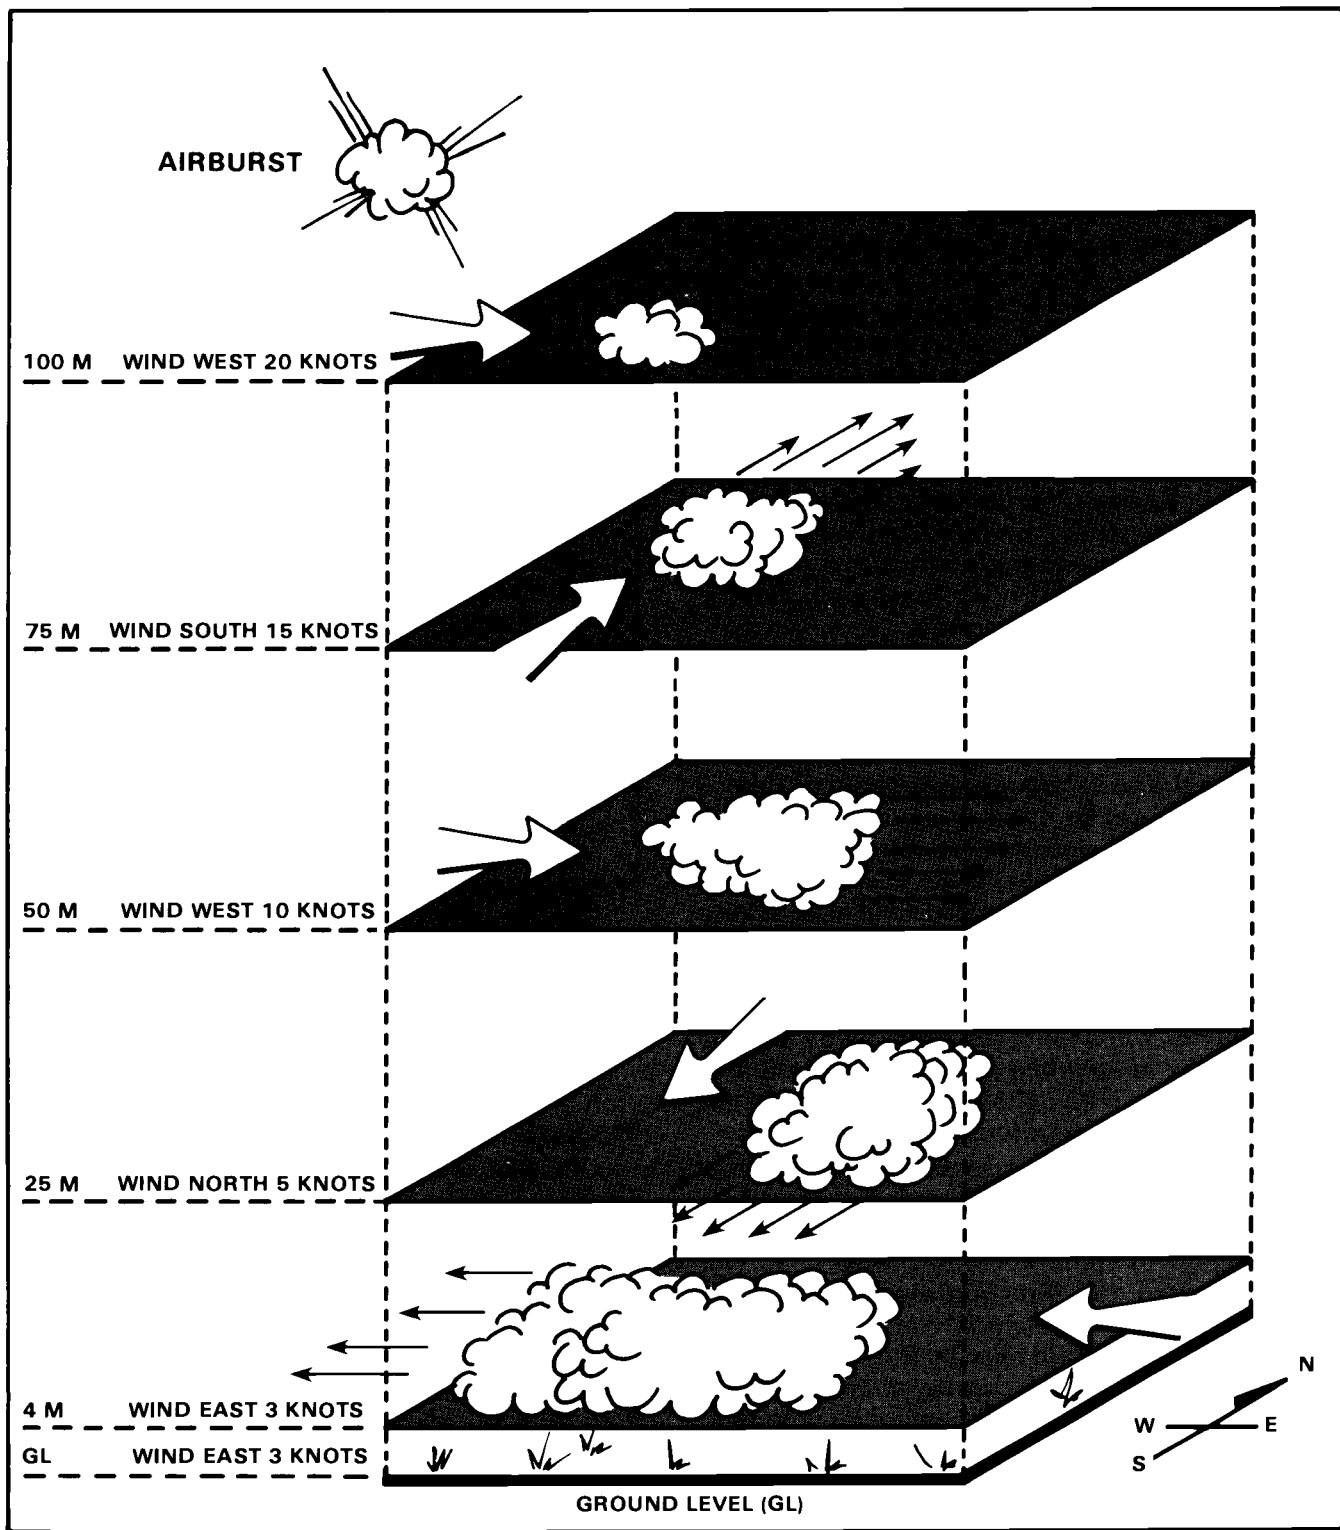 AIRBURST
100 M WIND WEST 20 KNOTS
75 M WIND SOUTH 15 KNOTS
50 M WIND WEST 10 KNOTS
25 M WIND NORTH 5 KNOTS
4 M WIND EAST 3 KNOTS
GL WIND EAST 3 KNOTS
N
W E
S
GROUND LEVEL (GL)